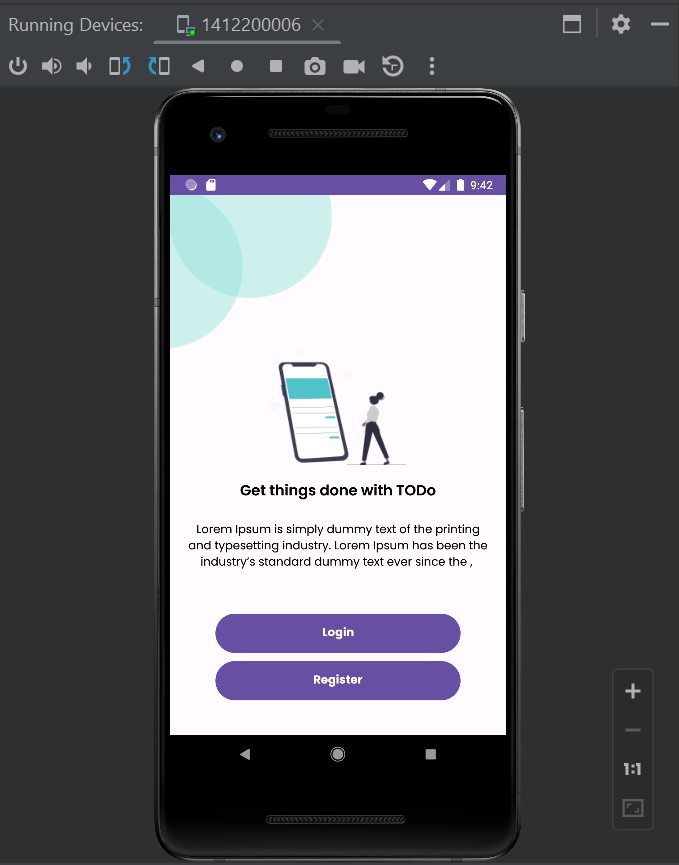 Running Devices: 1412200006
9:42
Get things done with TODo
Lorem Ipsum is simply dummy text of the printing
and typesetting industry. Lorem Ipsum has been the
industry’s standard dummy text ever since the ,
Login
Register
1:1